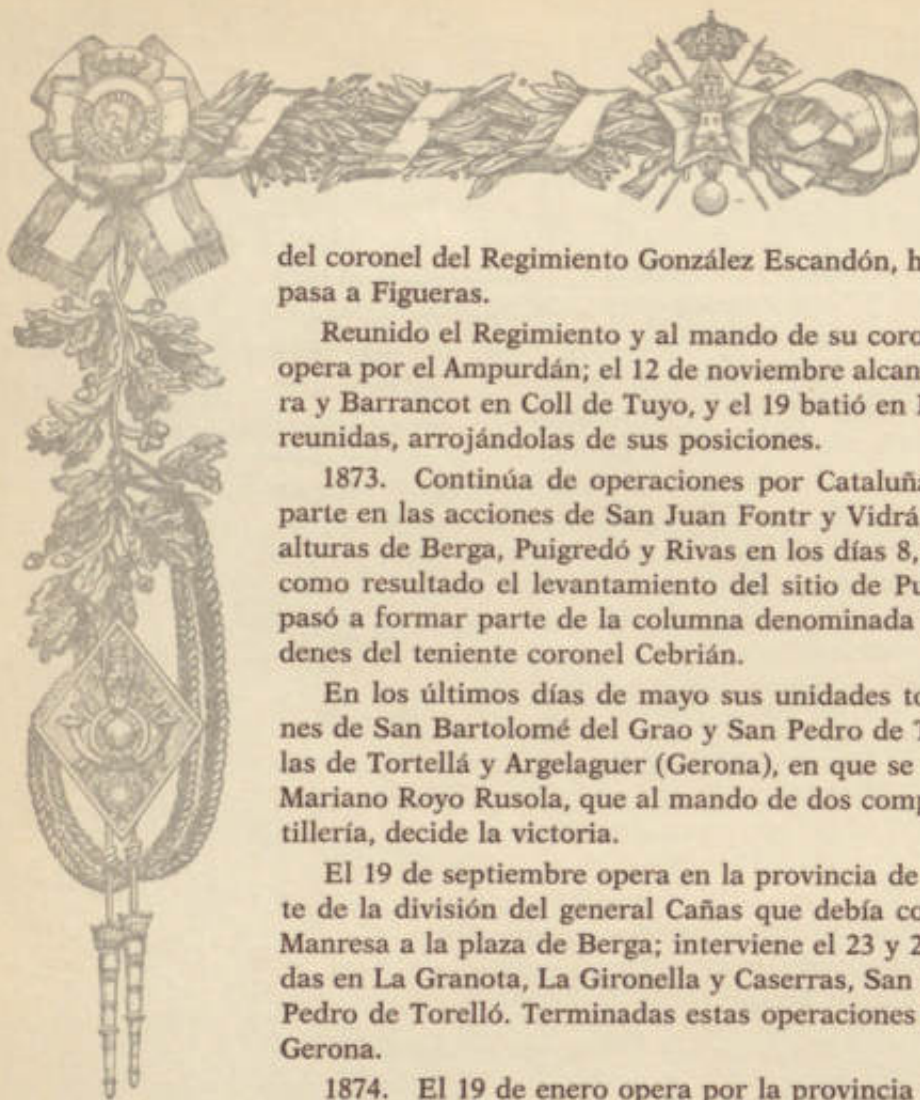 del coronel del Regimiento González Escandón, h
pasa a Figueras.
Reunido el Regimiento y al mando de su coro
opera por el Ampurdán; el 12 de noviembre alcan
ra y Barrancot en Coll de Tuyo, y el 19 batió en
reunidas, arrojándolas de sus posiciones.
1873. Continúa de operaciones por Cataluña
parte en las acciones de San Juan Fontr y Vidrá
alturas de Berga, Puigredó y Rivas en los días 8,
como resultado el levantamiento del sitio de Pu
pasó a formar parte de la columna denominada
denes del teniente coronel Cebrián.
En los últimos días de mayo sus unidades to
nes de San Bartolomé del Grao y San Pedro de
las de Tortellá y Argelaguer (Gerona), en que se
Mariano Royo Rusola, que al mando de dos comp
tillería, decide la victoria.
El 19 de septiembre opera en la provincia de
te de la división del general Cañas que debía co
Manresa a la plaza de Berga; interviene el 23 y 2
das en La Granota, La Gironella y Caserras, San
Pedro de Torelló. Terminadas estas operaciones
Gerona.
1874. El 19 de enero opera por la provincia